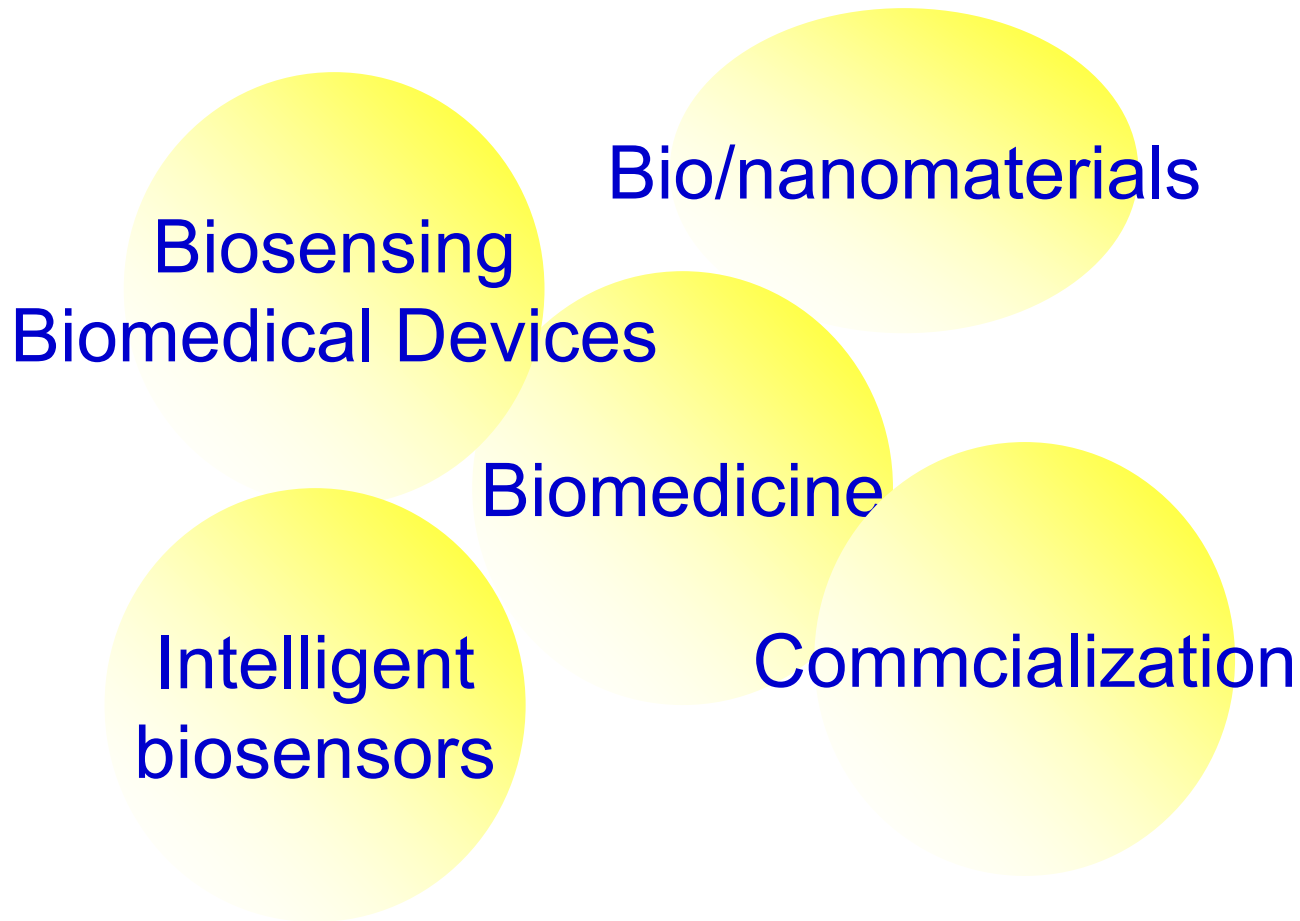 Bio/nanomaterials
Biosensing
Biomedical Devices
Biomedicine
Intelligent
biosensors
Commcialization